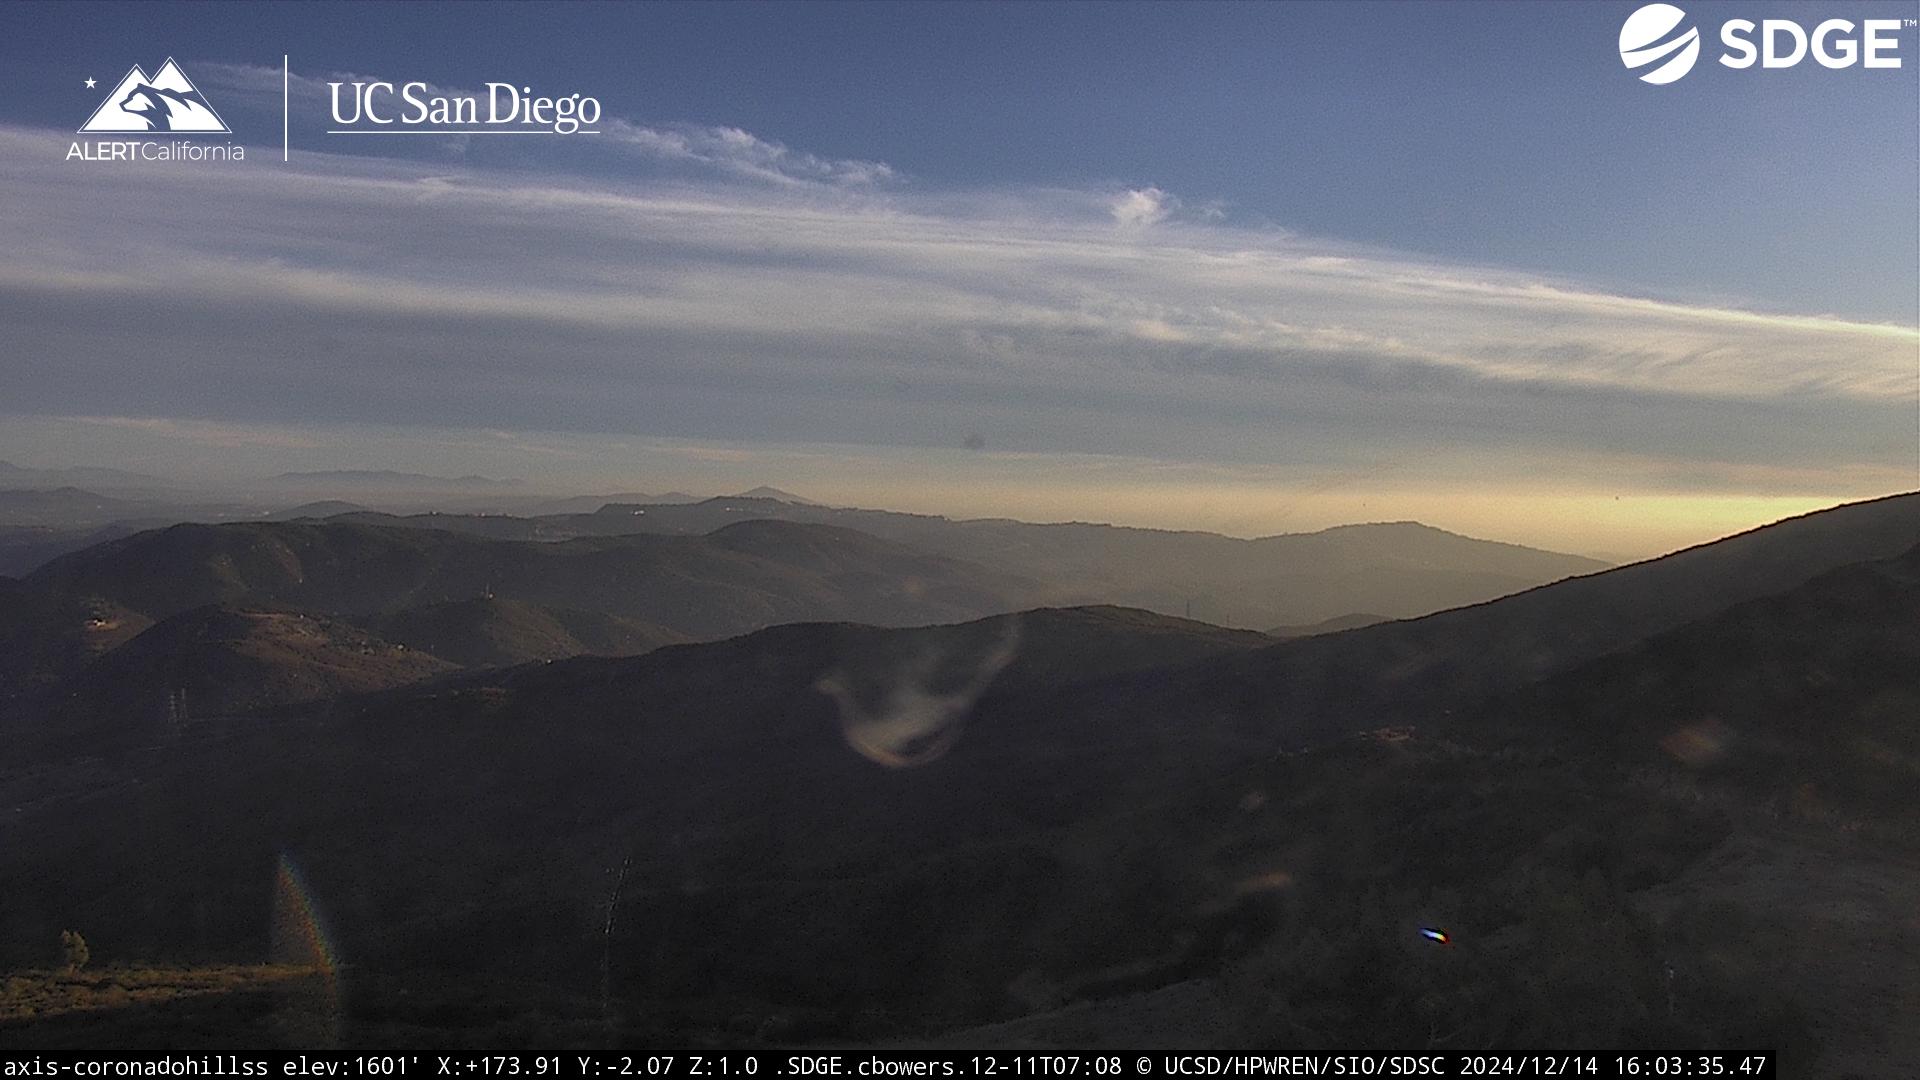 ALERTCalifornia
UC San Diego
SDGE™
axis-coronadohillss elev:1601' X:+173.91 Y:-2.07 Z:1.0 .SDGE.cbowers.12-11T07:08 © UCSD/HPWREN/SIO/SDSC 2024/12/14 16:03:35.47